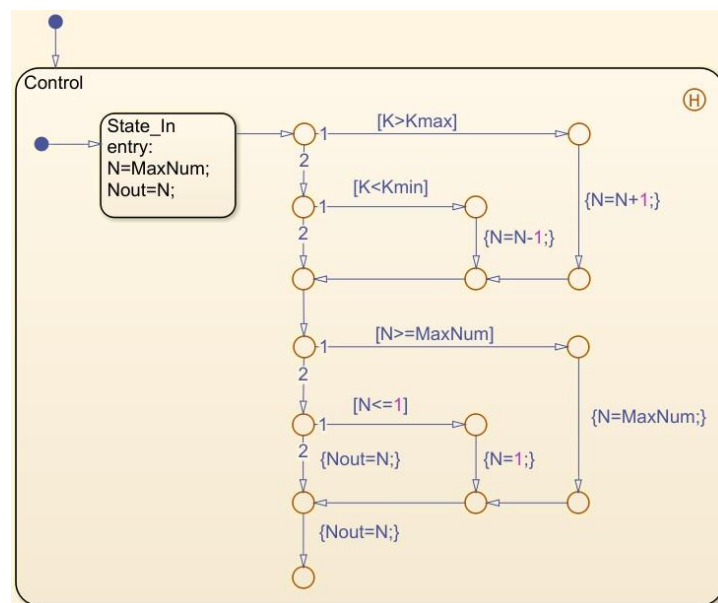 Control
H
State_In
entry:
N=MaxNum;
Nout=N;
1
[K>Kmax]
2
1
[K<Kmin]
{N=N+1;}
2
{N=N-1;}
1
[N>=MaxNum]
2
[N<=1]
1
{N=MaxNum;}
2
{Nout=N;}
{N=1;}
{Nout=N;}